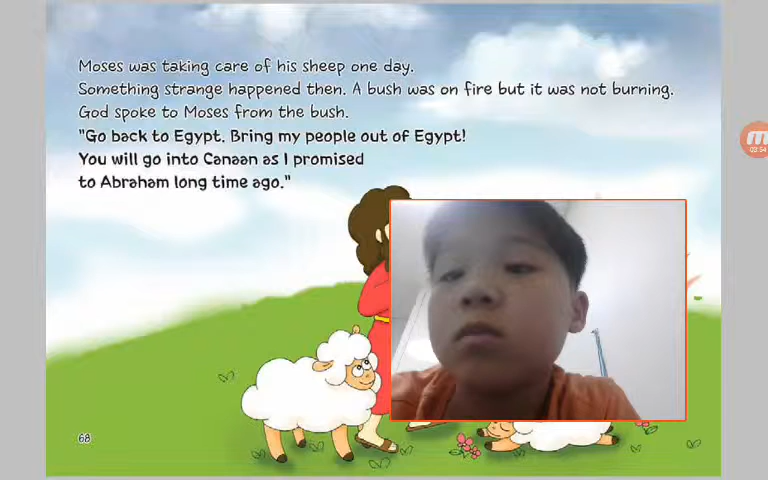 Moses was taking care of his sheep one day.
Something strange happened then. A bush was on fire but it was not burning.
God spoke to Moses from the bush.
"Go back to Egypt. Bring my people out of Egypt!
You will go into Canaan as I promised
to Abraham long time ago."
02:54
68